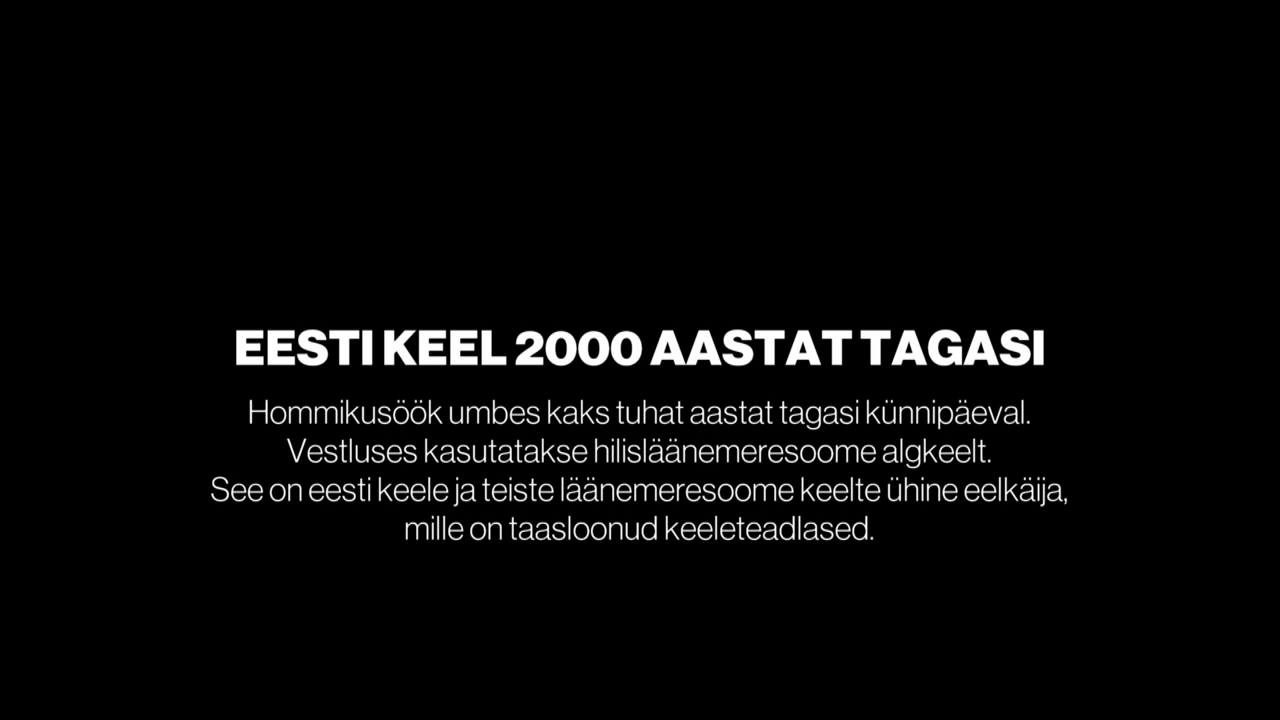 EESTI KEEL 2000 AASTAT TAGASI
Hommikusöök umbes kaks tuhat aastat tagasi künnipäeval.
Vestluses kasutatakse hilisläänemeresoome algkeelt.
See on eesti keele ja teiste läänemeresoome keelte ühine eelkäija,
mille on taasloonud keeleteadlased.